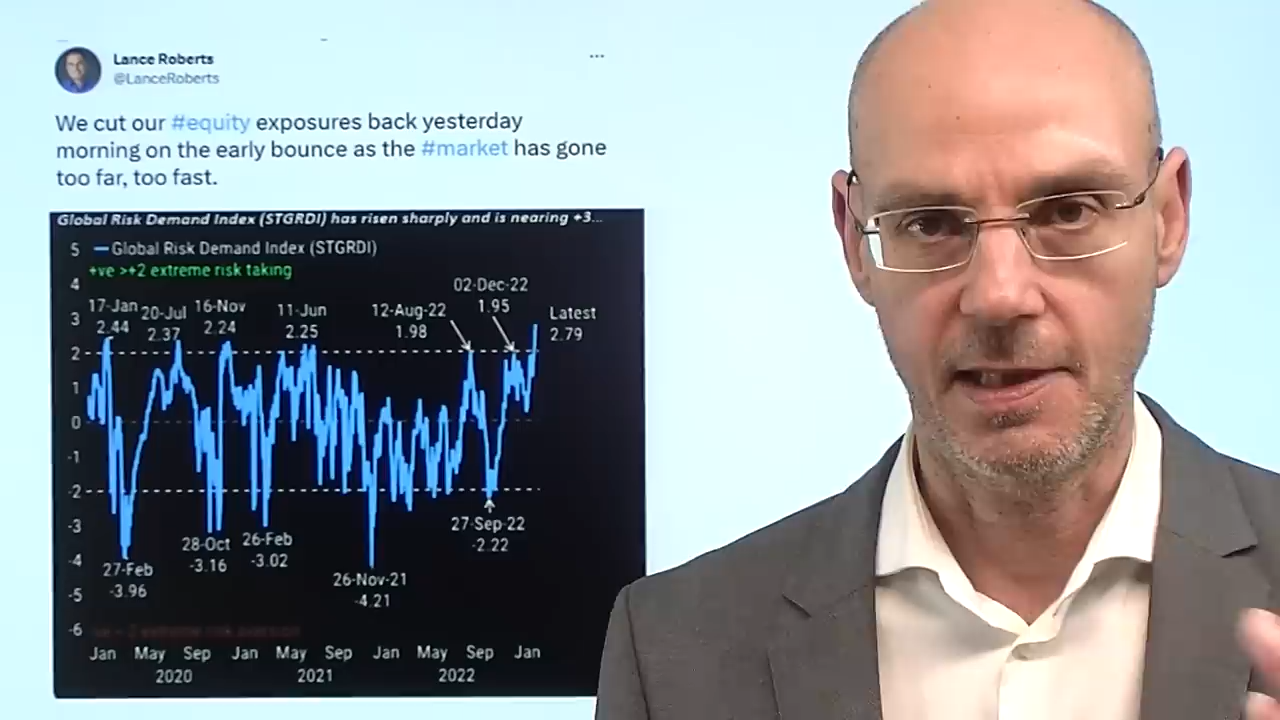 Lance Roberts
@LanceRoberts
...
We cut our #equity exposures back yesterday
morning on the early bounce as the #market has gone
too far, too fast.
Global Risk Demand Index (STGRDI) has risen sharply and is nearing +3...
5
Global Risk Demand Index (STGRDI)
+ve >+2 extreme risk taking
4
02-Dec-22
1.95
17-Jan
2.44
20-Jul
2.37
16-Nov
2.24
11-Jun
2.25
12-Aug-22
1.98
Latest
2.79
3
2
1
0
-1
-2
-3
27-Sep-22
-2.22
28-Oct
-3.16
26-Feb
-3.02
-4
27-Feb
-3.96
26-Nov-21
-4.21
-5
-6
extreme risk
Jan May Sep Jan May Sep Jan May Sep Jan
2020 2021 2022